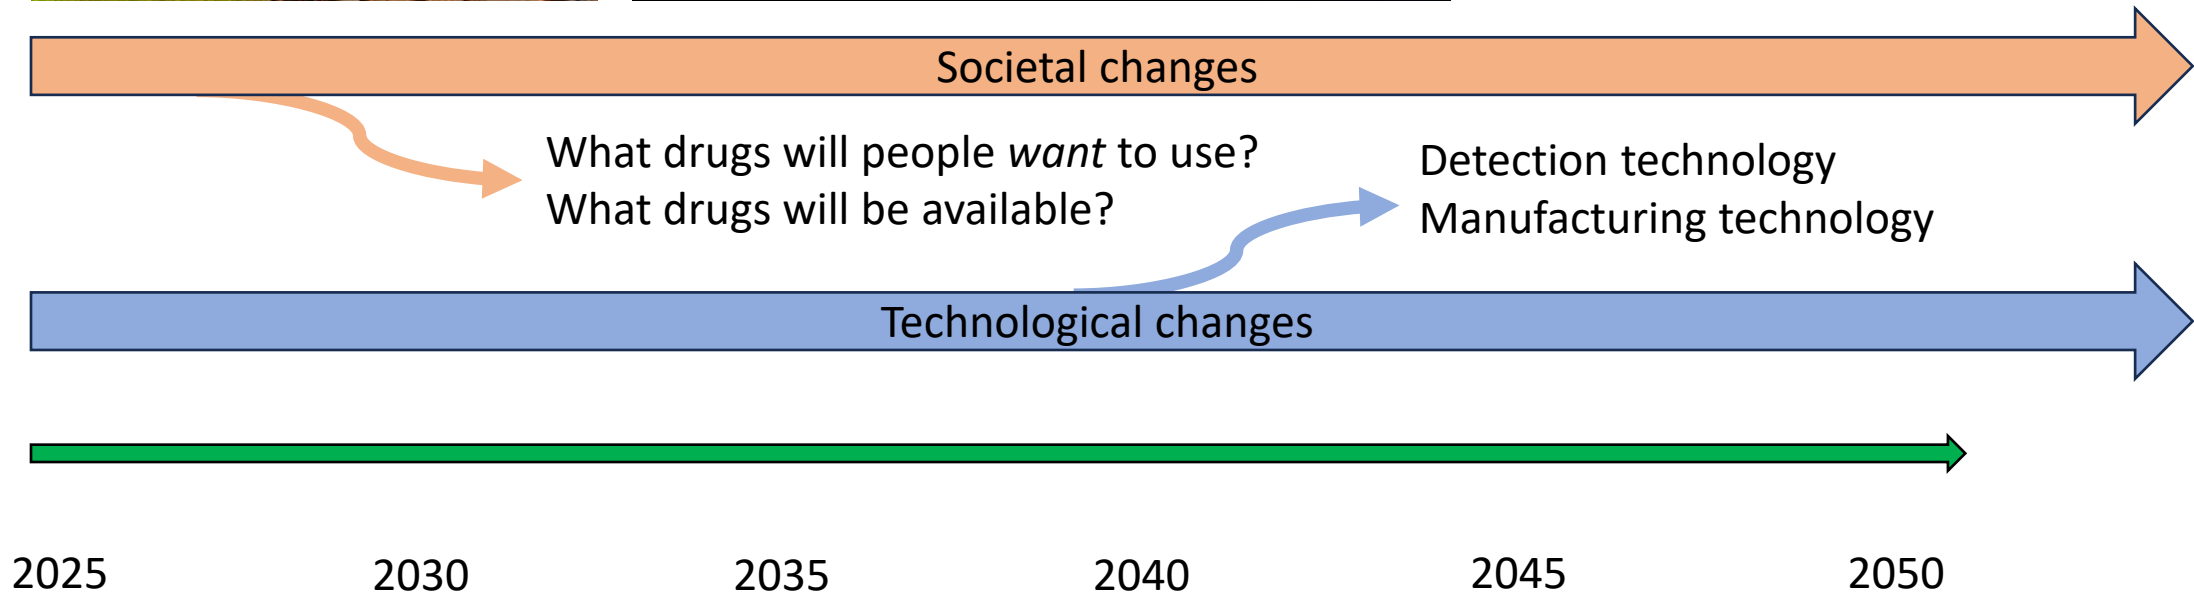 Societal changes
What drugs will people want to use?
What drugs will be available?
Detection technology
Manufacturing technology
Technological changes
2025
2030
2035
2040
2045
2050